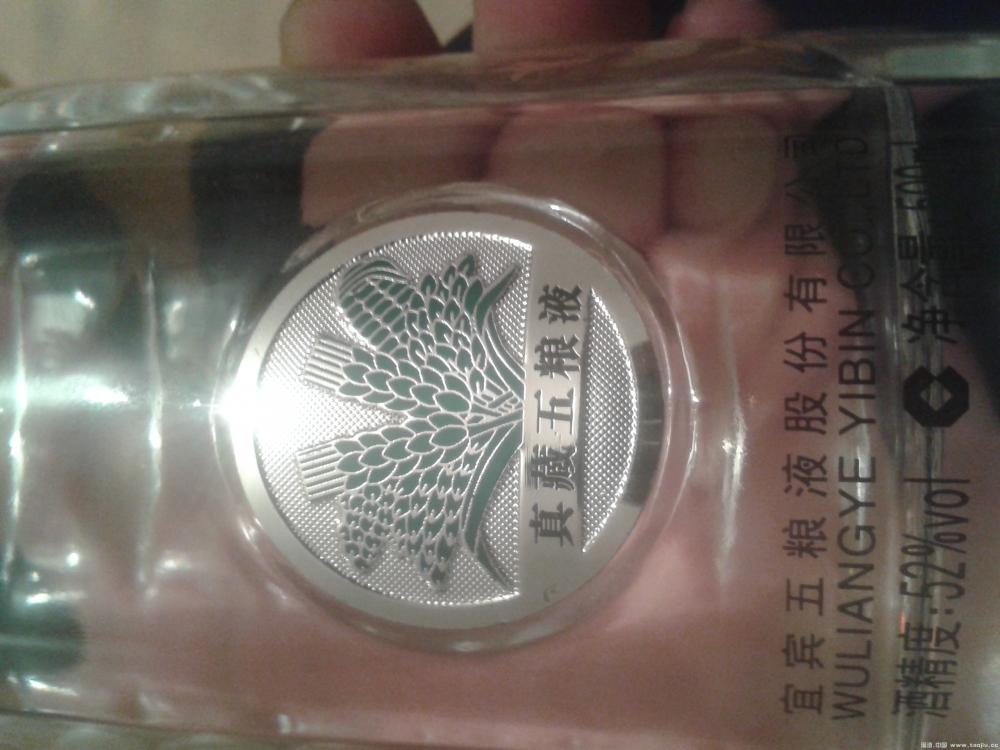 真藏五粮液
宜宾五粮液股份有限公司
WULIANGYE YIBIN CO.,LTD
酒精度:52%vol 净含量:500ml